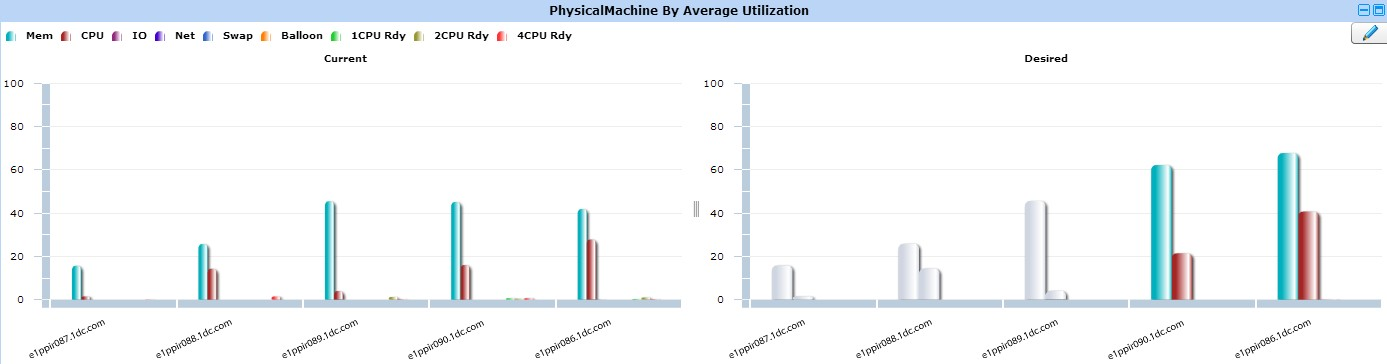 PhysicalMachine By Average Utilization
Mem CPU IO Net Swap Balloon 1CPU Rdy 2CPU Rdy 4CPU Rdy
Current
100
80
60
40
20
0
e1ppir087.1dc.com e1ppir088.1dc.com e1ppir089.1dc.com e1ppir090.1dc.com e1ppir086.1dc.com
Desired
100
80
60
40
20
0
e1ppir087.1dc.com e1ppir088.1dc.com e1ppir089.1dc.com e1ppir090.1dc.com e1ppir086.1dc.com